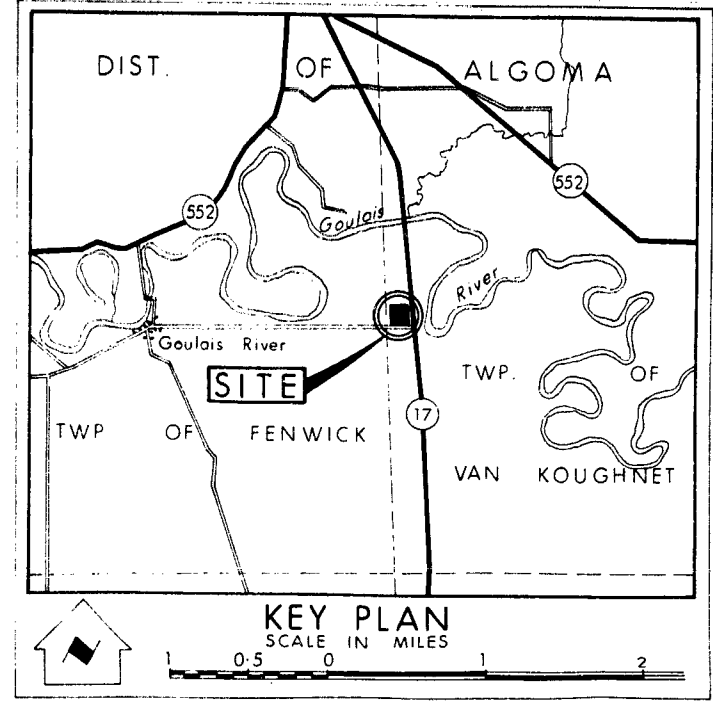 DIST. OF ALGOMA
552
552
Goulais
River
Goulais River
SITE
TWP. OF
17
TWP OF FENWICK
VAN KOUGHNET
KEY PLAN
SCALE IN MILES
1 0·5 0 1 2
N